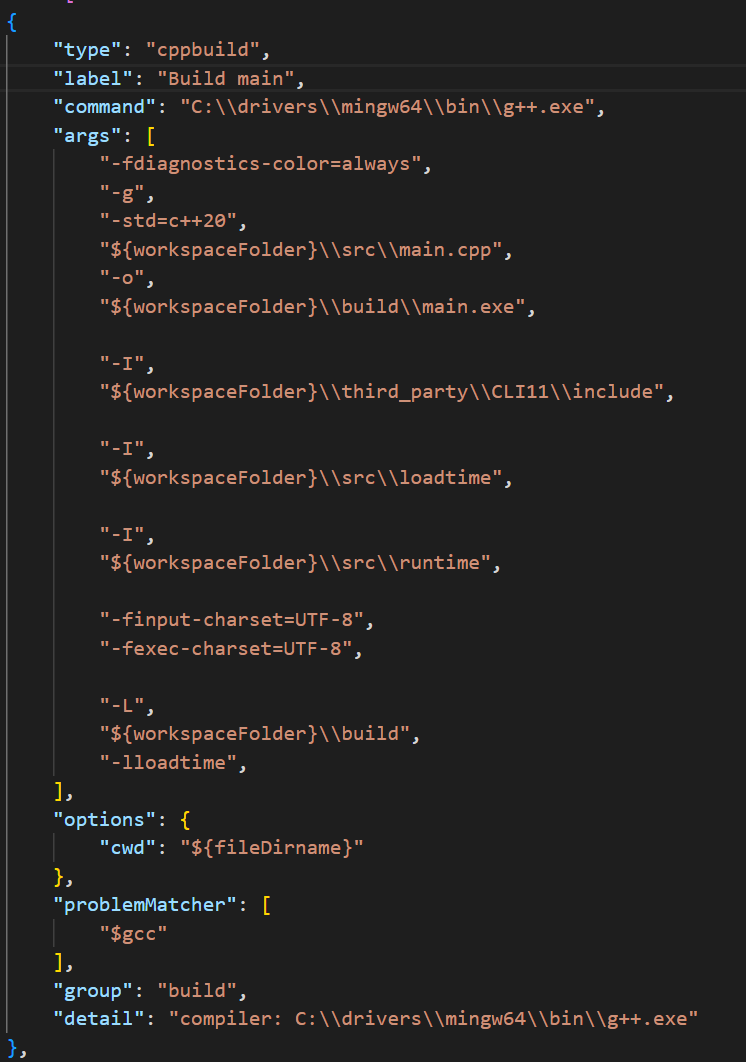 {
"type": "cppbuild",
"label": "Build main",
"command": "C:\\drivers\\mingw64\\bin\\g++.exe",
"args": [
"-fdiagnostics-color=always",
"-g",
"-std=c++20",
"${workspaceFolder}\\src\\main.cpp",
"-o",
"${workspaceFolder}\\build\\main.exe",
"-I",
"${workspaceFolder}\\third_party\\CLI11\\include",
"-I",
"${workspaceFolder}\\src\\loadtime",
"-I",
"${workspaceFolder}\\src\\runtime",
"-finput-charset=UTF-8",
"-fexec-charset=UTF-8",
"-L",
"${workspaceFolder}\\build",
"-lloadtime",
],
"options": {
"cwd": "${fileDirname}"
},
"problemMatcher": [
"$gcc"
],
"group": "build",
"detail": "compiler: C:\\drivers\\mingw64\\bin\\g++.exe"
},